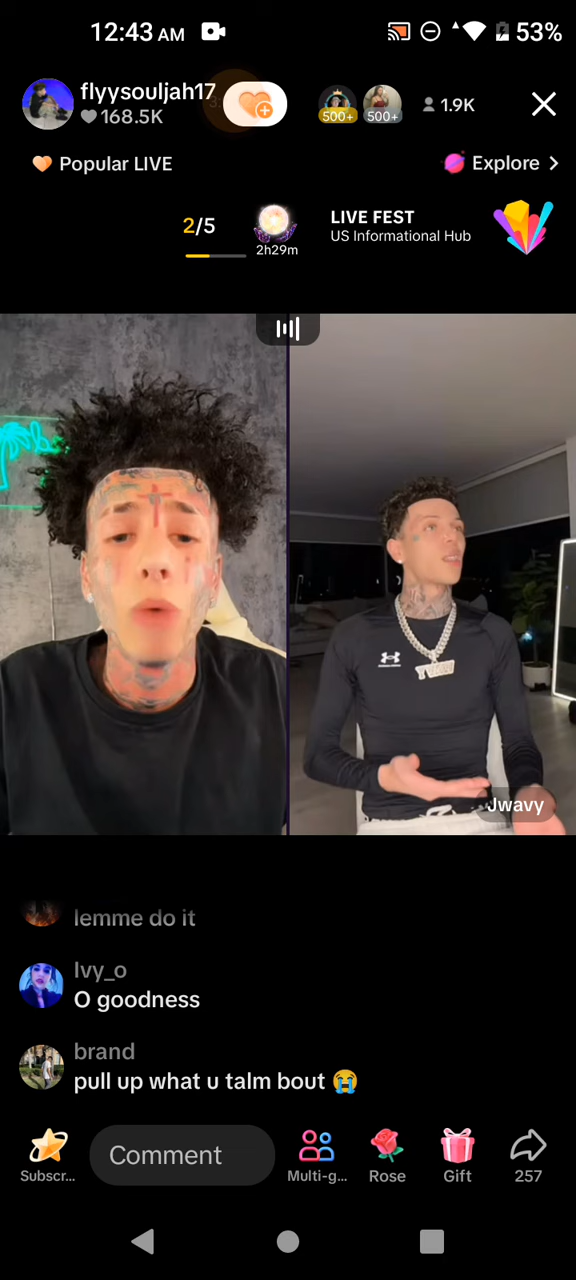 12:43 AM
53%
flyysouljah17
168.5K
500+
500+
1.9K
Popular LIVE
Explore >
2/5
2h29m
LIVE FEST
US Informational Hub
Jwavy
lemme do it
Ivy_o
O goodness
brand
pull up what u talm bout 😭
Subscr...
Comment
Multi-g...
Rose
Gift
257